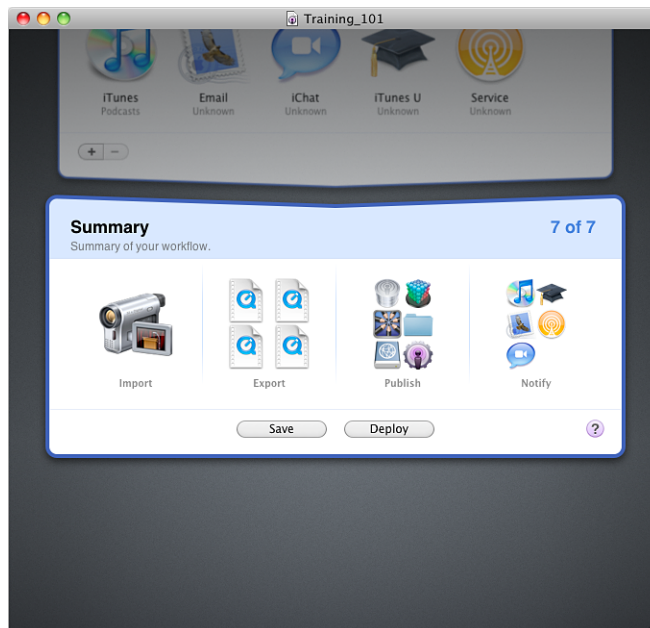 Training_101
iTunes Email iChat iTunes U Service
Podcasts Unknown Unknown Unknown Unknown
+ −
Summary 7 of 7
Summary of your workflow.
Import Export Publish Notify
Save Deploy ?